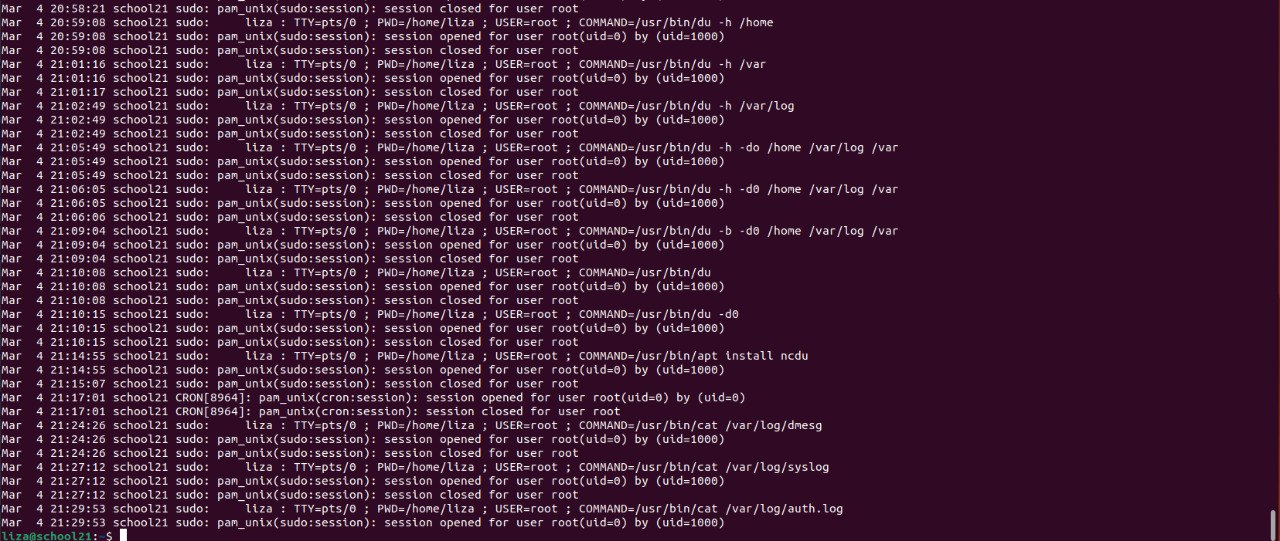 Mar  4 20:58:21 school21 sudo: pam_unix(sudo:session): session closed for user root
Mar  4 20:59:08 school21 sudo:     liza : TTY=pts/0 ; PWD=/home/liza ; USER=root ; COMMAND=/usr/bin/du -h /home
Mar  4 20:59:08 school21 sudo: pam_unix(sudo:session): session opened for user root(uid=0) by (uid=1000)
Mar  4 20:59:08 school21 sudo: pam_unix(sudo:session): session closed for user root
Mar  4 21:01:16 school21 sudo:     liza : TTY=pts/0 ; PWD=/home/liza ; USER=root ; COMMAND=/usr/bin/du -h /var
Mar  4 21:01:16 school21 sudo: pam_unix(sudo:session): session opened for user root(uid=0) by (uid=1000)
Mar  4 21:01:17 school21 sudo: pam_unix(sudo:session): session closed for user root
Mar  4 21:02:49 school21 sudo:     liza : TTY=pts/0 ; PWD=/home/liza ; USER=root ; COMMAND=/usr/bin/du -h /var/log
Mar  4 21:02:49 school21 sudo: pam_unix(sudo:session): session opened for user root(uid=0) by (uid=1000)
Mar  4 21:02:49 school21 sudo: pam_unix(sudo:session): session closed for user root
Mar  4 21:05:49 school21 sudo:     liza : TTY=pts/0 ; PWD=/home/liza ; USER=root ; COMMAND=/usr/bin/du -h -do /home /var/log /var
Mar  4 21:05:49 school21 sudo: pam_unix(sudo:session): session opened for user root(uid=0) by (uid=1000)
Mar  4 21:05:49 school21 sudo: pam_unix(sudo:session): session closed for user root
Mar  4 21:06:05 school21 sudo:     liza : TTY=pts/0 ; PWD=/home/liza ; USER=root ; COMMAND=/usr/bin/du -h -d0 /home /var/log /var
Mar  4 21:06:05 school21 sudo: pam_unix(sudo:session): session opened for user root(uid=0) by (uid=1000)
Mar  4 21:06:06 school21 sudo: pam_unix(sudo:session): session closed for user root
Mar  4 21:09:04 school21 sudo:     liza : TTY=pts/0 ; PWD=/home/liza ; USER=root ; COMMAND=/usr/bin/du -b -d0 /home /var/log /var
Mar  4 21:09:04 school21 sudo: pam_unix(sudo:session): session opened for user root(uid=0) by (uid=1000)
Mar  4 21:09:04 school21 sudo: pam_unix(sudo:session): session closed for user root
Mar  4 21:10:08 school21 sudo:     liza : TTY=pts/0 ; PWD=/home/liza ; USER=root ; COMMAND=/usr/bin/du
Mar  4 21:10:08 school21 sudo: pam_unix(sudo:session): session opened for user root(uid=0) by (uid=1000)
Mar  4 21:10:08 school21 sudo: pam_unix(sudo:session): session closed for user root
Mar  4 21:10:15 school21 sudo:     liza : TTY=pts/0 ; PWD=/home/liza ; USER=root ; COMMAND=/usr/bin/du -d0
Mar  4 21:10:15 school21 sudo: pam_unix(sudo:session): session opened for user root(uid=0) by (uid=1000)
Mar  4 21:10:15 school21 sudo: pam_unix(sudo:session): session closed for user root
Mar  4 21:14:55 school21 sudo:     liza : TTY=pts/0 ; PWD=/home/liza ; USER=root ; COMMAND=/usr/bin/apt install ncdu
Mar  4 21:14:55 school21 sudo: pam_unix(sudo:session): session opened for user root(uid=0) by (uid=1000)
Mar  4 21:15:07 school21 sudo: pam_unix(sudo:session): session closed for user root
Mar  4 21:17:01 school21 CRON[8964]: pam_unix(cron:session): session opened for user root(uid=0) by (uid=0)
Mar  4 21:17:01 school21 CRON[8964]: pam_unix(cron:session): session closed for user root
Mar  4 21:24:26 school21 sudo:     liza : TTY=pts/0 ; PWD=/home/liza ; USER=root ; COMMAND=/usr/bin/cat /var/log/dmesg
Mar  4 21:24:26 school21 sudo: pam_unix(sudo:session): session opened for user root(uid=0) by (uid=1000)
Mar  4 21:24:26 school21 sudo: pam_unix(sudo:session): session closed for user root
Mar  4 21:27:12 school21 sudo:     liza : TTY=pts/0 ; PWD=/home/liza ; USER=root ; COMMAND=/usr/bin/cat /var/log/syslog
Mar  4 21:27:12 school21 sudo: pam_unix(sudo:session): session opened for user root(uid=0) by (uid=1000)
Mar  4 21:27:12 school21 sudo: pam_unix(sudo:session): session closed for user root
Mar  4 21:29:53 school21 sudo:     liza : TTY=pts/0 ; PWD=/home/liza ; USER=root ; COMMAND=/usr/bin/cat /var/log/auth.log
Mar  4 21:29:53 school21 sudo: pam_unix(sudo:session): session opened for user root(uid=0) by (uid=1000)
liza@school21:~$